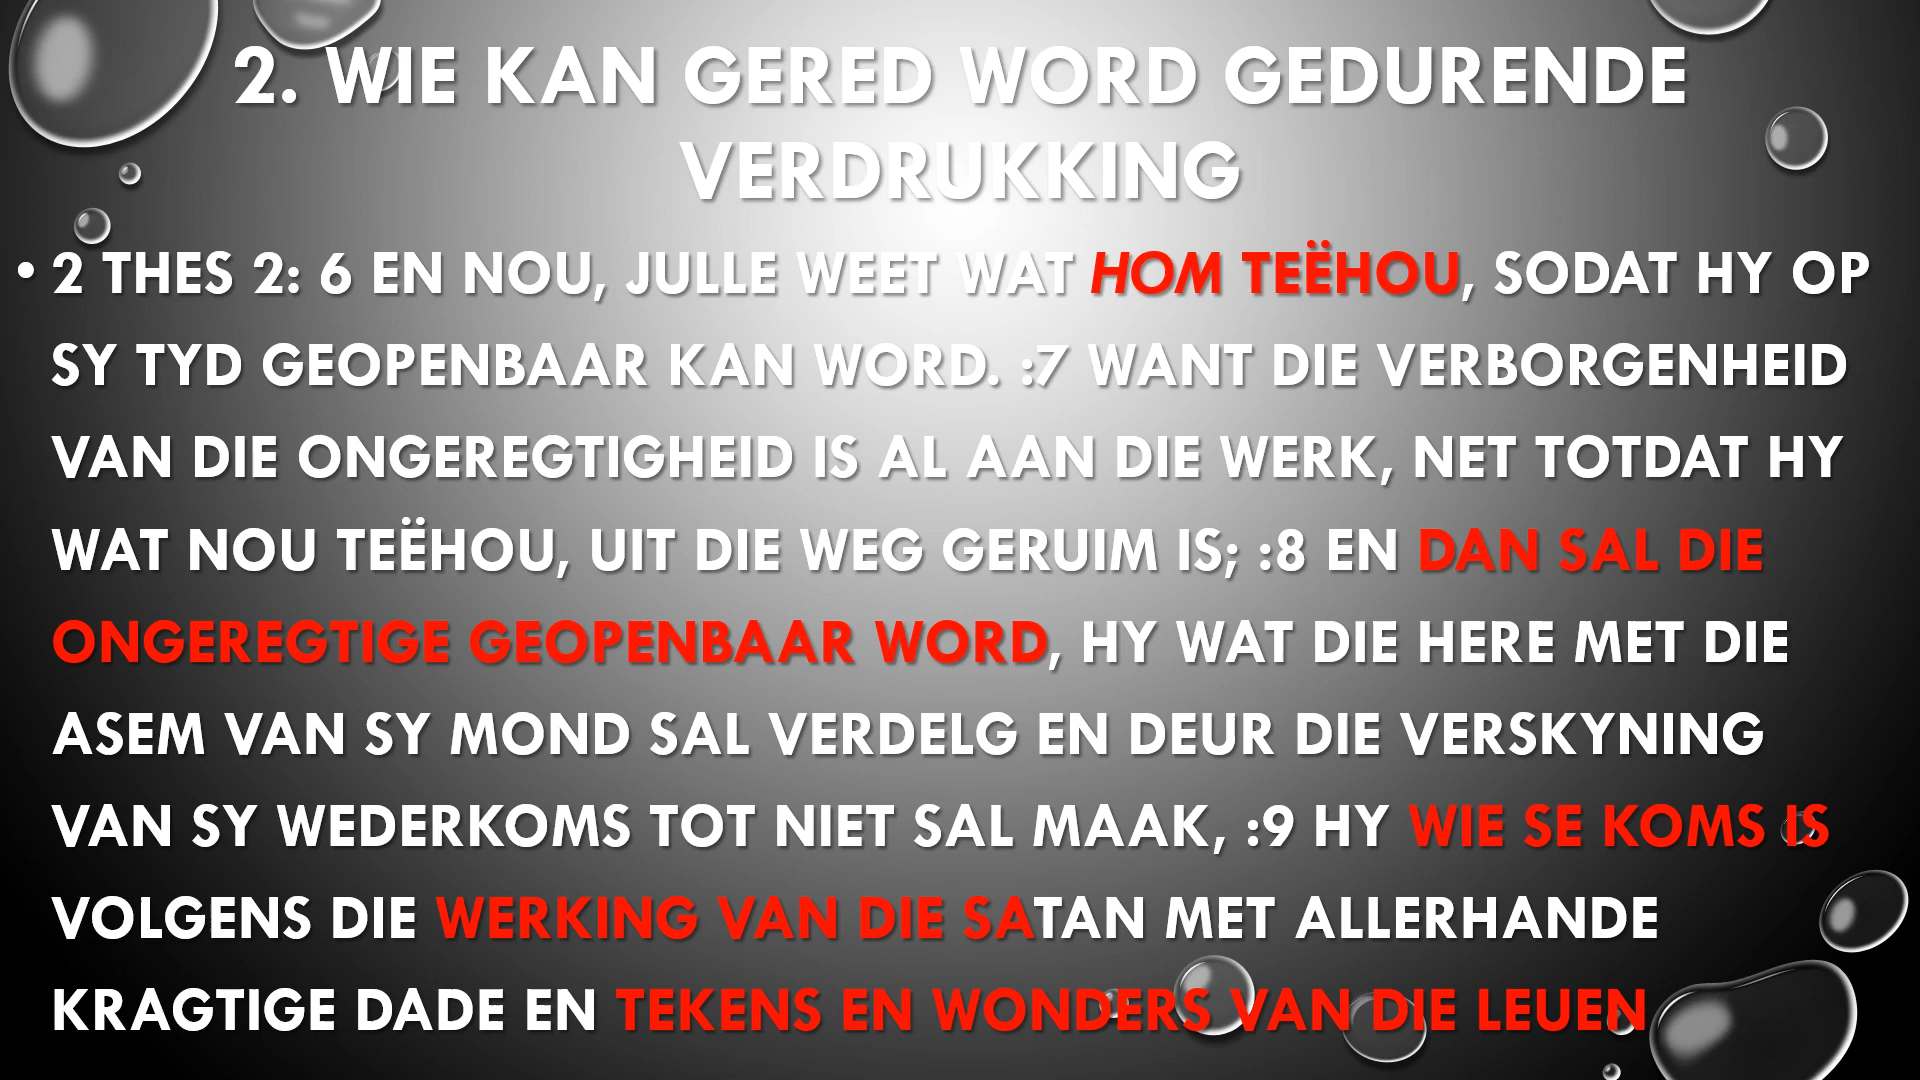 2. WIE KAN GERED WORD GEDURENDE
VERDRUKKING
• 2 THES 2: 6 EN NOU, JULLE WEET WAT HOM TEËHOU, SODAT HY OP
SY TYD GEOPENBAAR KAN WORD. :7 WANT DIE VERBORGENHEID
VAN DIE ONGEREGTIGHEID IS AL AAN DIE WERK, NET TOTDAT HY
WAT NOU TEËHOU, UIT DIE WEG GERUIM IS; :8 EN DAN SAL DIE
ONGEREGTIGE GEOPENBAAR WORD, HY WAT DIE HERE MET DIE
ASEM VAN SY MOND SAL VERDELG EN DEUR DIE VERSKYNING
VAN SY WEDERKOMS TOT NIET SAL MAAK, :9 HY WIE SE KOMS IS
VOLGENS DIE WERKING VAN DIE SATAN MET ALLERHANDE
KRAGTIGE DADE EN TEKENS EN WONDERS VAN DIE LEUEN